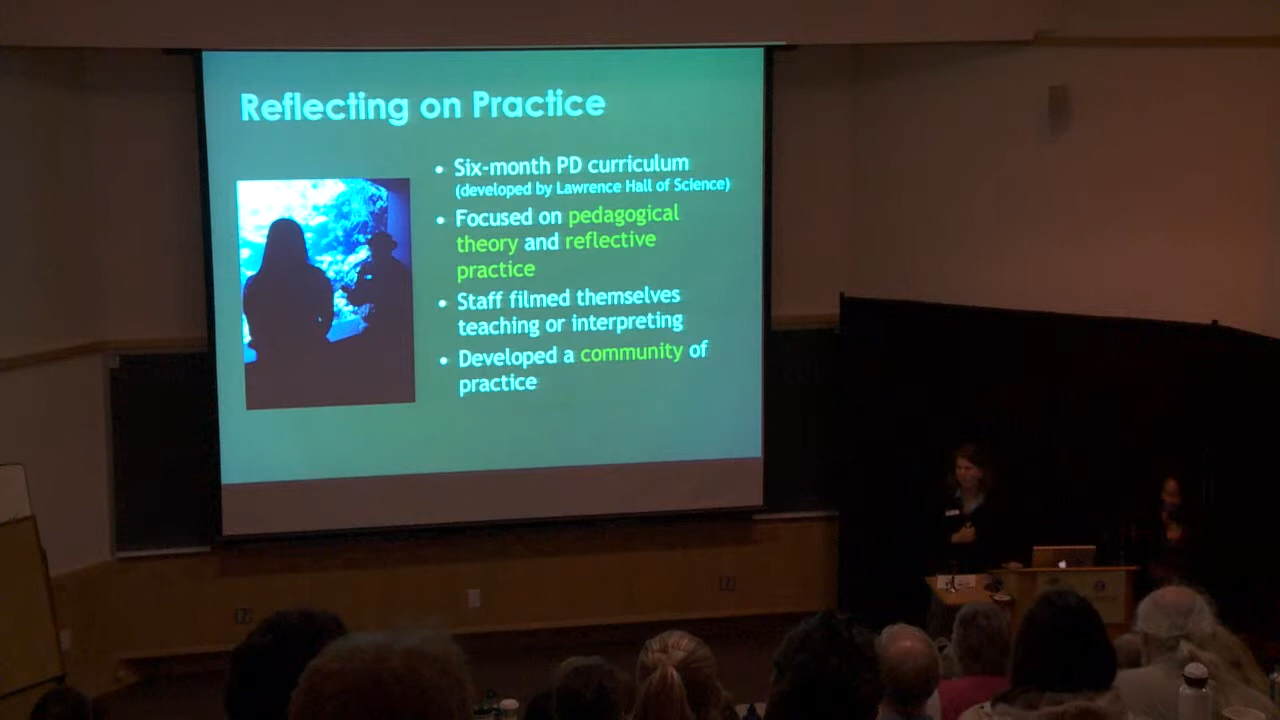 Reflecting on Practice
• Six-month PD curriculum
(developed by Lawrence Hall of Science)
• Focused on pedagogical
theory and reflective
practice
• Staff filmed themselves
teaching or interpreting
• Developed a community of
practice